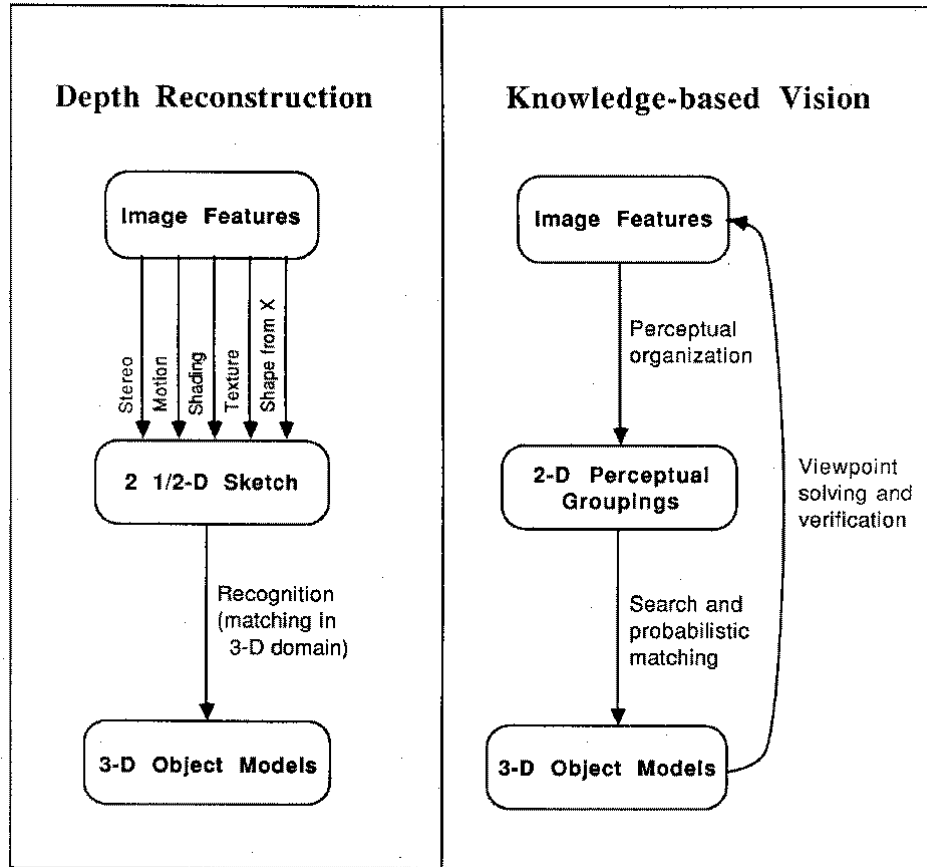 Depth Reconstruction
Image Features
Stereo
Motion
Shading
Texture
Shape from X
2 1/2-D Sketch
Recognition
(matching in
3-D domain)
3-D Object Models
Knowledge-based Vision
Image Features
Perceptual
organization
2-D Perceptual
Groupings
Viewpoint
solving and
verification
Search and
probabilistic
matching
3-D Object Models